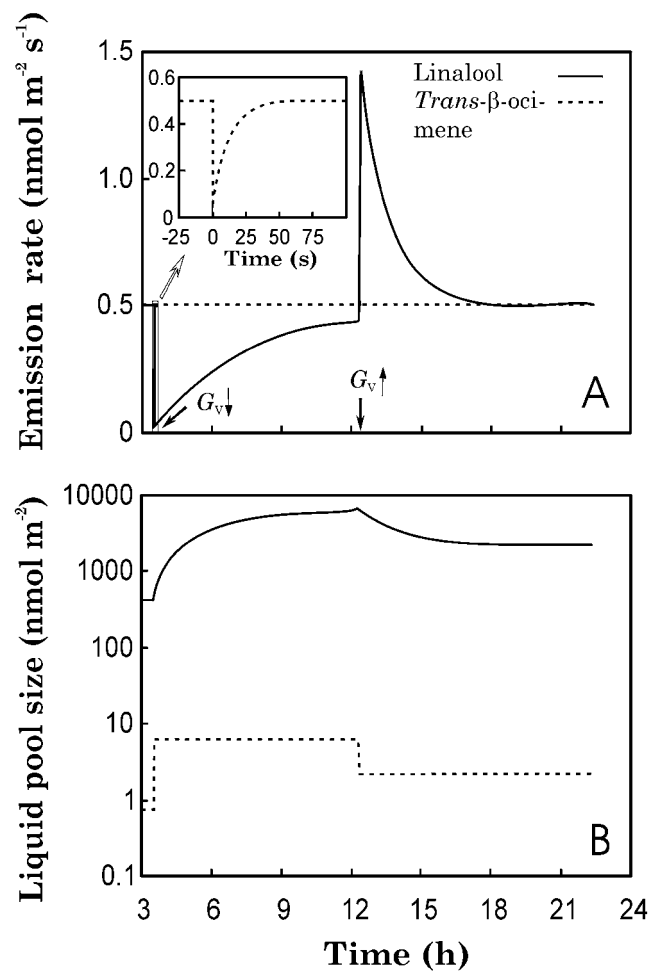 Emission rate (nmol m⁻² s⁻¹)
1.5
1.0
0.5
0
0.6
0.4
0.2
0
-25 0 25 50 75
Time (s)
Linalool
Trans-β-oci-
mene
Gᵥ
Gᵥ
A
Liquid pool size (nmol m⁻²)
10000
1000
100
10
1
0.1
B
3 6 9 12 15 18 21 24
Time (h)